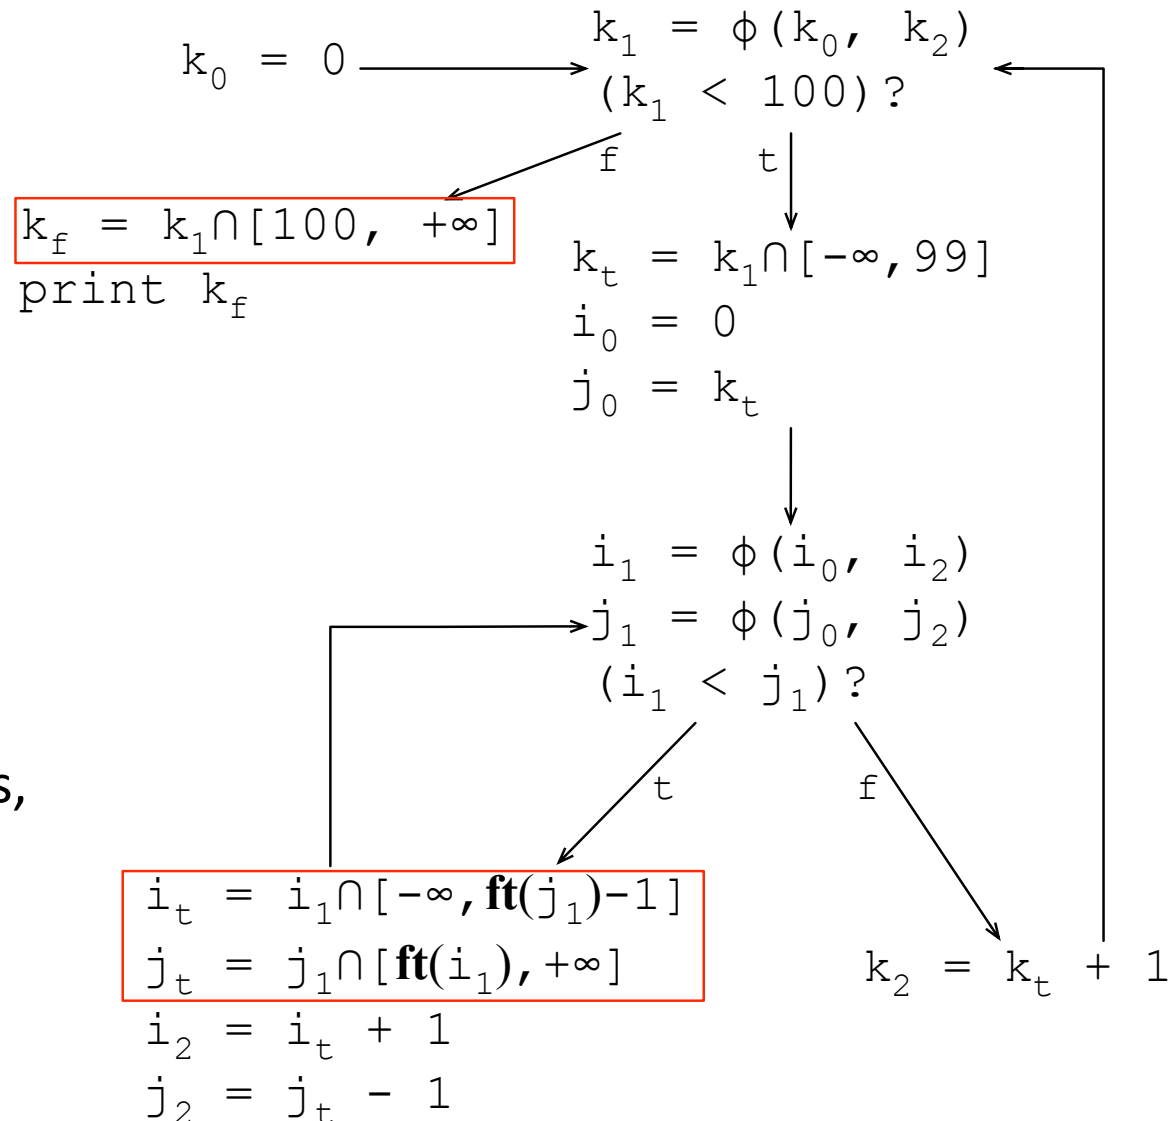 k₀ = 0
k₁ = ϕ(k₀, k₂)
(k₁ < 100)?
f
t
k_f = k₁∩[100, +∞]
print k_f
k_t = k₁∩[-∞,99]
i₀ = 0
j₀ = k_t
i₁ = ϕ(i₀, i₂)
j₁ = ϕ(j₀, j₂)
(i₁ < j₁)?
s,
t
f
i_t = i₁∩[-∞,ft(j₁)-1]
j_t = j₁∩[ft(i₁),+∞]
i₂ = i_t + 1
j₂ = j_t - 1
k₂ = k_t + 1